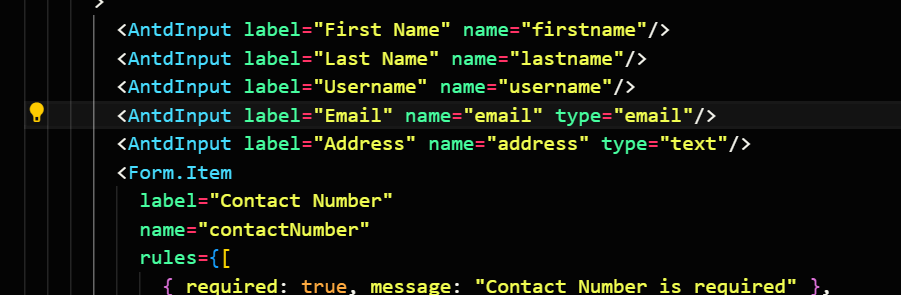 >
<AntdInput label="First Name" name="firstname"/>
<AntdInput label="Last Name" name="lastname"/>
<AntdInput label="Username" name="username"/>
<AntdInput label="Email" name="email" type="email"/>
<AntdInput label="Address" name="address" type="text"/>
<Form.Item
label="Contact Number"
name="contactNumber"
rules={[
{ required: true, message: "Contact Number is required" },